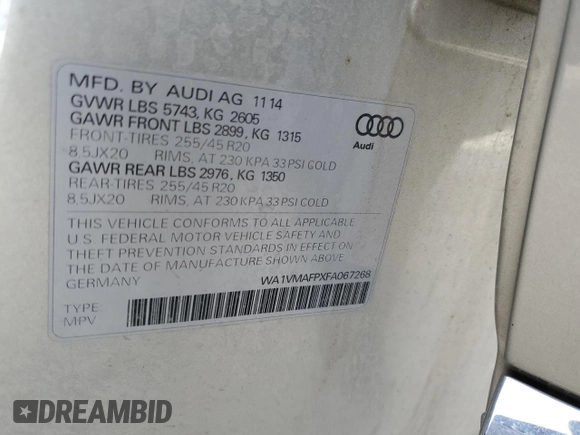 MFD. BY AUDI AG 11 14
GVWR LBS 5743, KG 2605
GAWR FRONT LBS 2899, KG 1315
FRONT-TIRES 255/45 R20
8,5JX20 RIMS, AT 230 KPA 33 PSI COLD
GAWR REAR LBS 2976, KG 1350
REAR-TIRES 255/45 R20
8,5JX20 RIMS, AT 230 KPA 33 PSI COLD
Audi
THIS VEHICLE CONFORMS TO ALL APPLICABLE
U.S. FEDERAL MOTOR VEHICLE SAFETY AND
THEFT PREVENTION STANDARDS IN EFFECT ON
THE DATE OF MANUFACTURE SHOWN ABOVE
GERMANY
WA1VMAFPXFA067268
TYPE:
MPV
DREAMBID